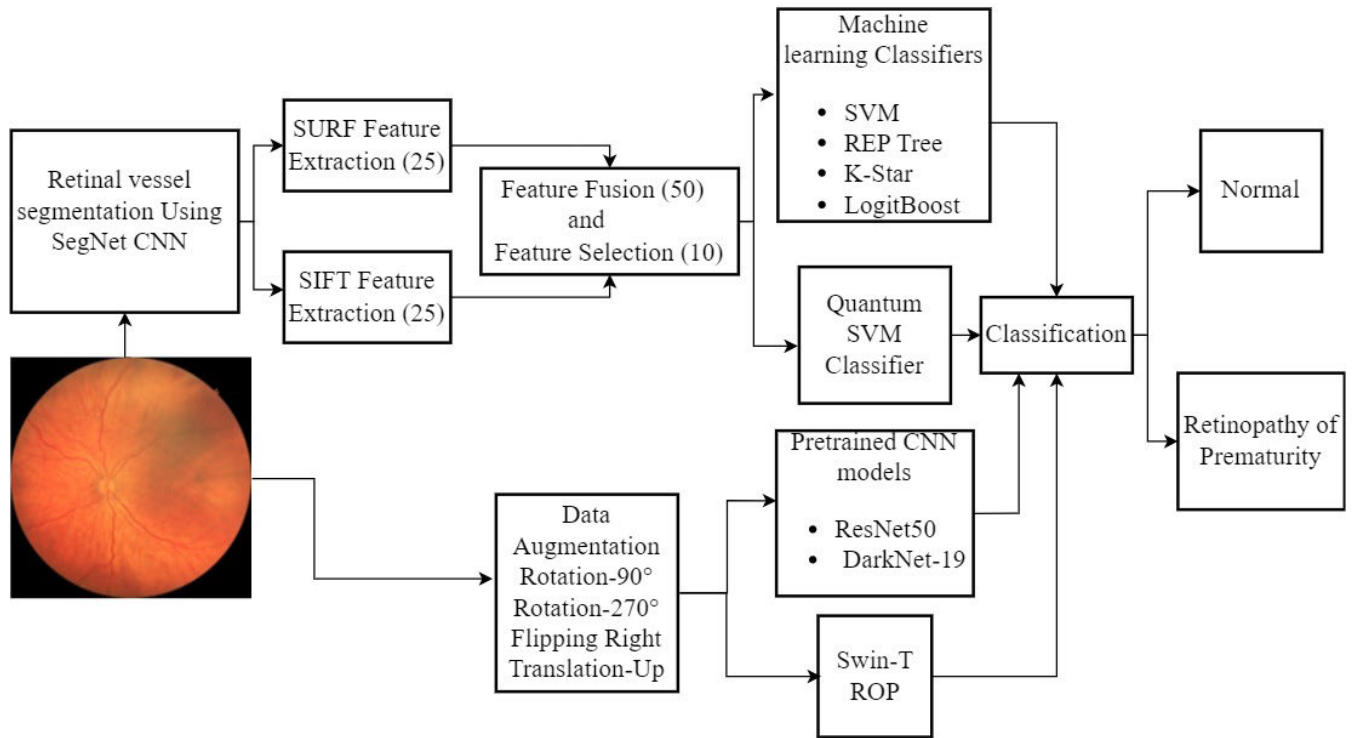 Retinal vessel
segmentation Using
SegNet CNN
SURF Feature
Extraction (25)
SIFT Feature
Extraction (25)
Feature Fusion (50)
and
Feature Selection (10)
Machine
learning Classifiers
• SVM
• REP Tree
• K-Star
• LogitBoost
Quantum
SVM
Classifier
Classification
Normal
Retinopathy of
Prematurity
Data
Augmentation
Rotation-90°
Rotation-270°
Flipping Right
Translation-Up
Pretrained CNN
models
• ResNet50
• DarkNet-19
Swin-T
ROP